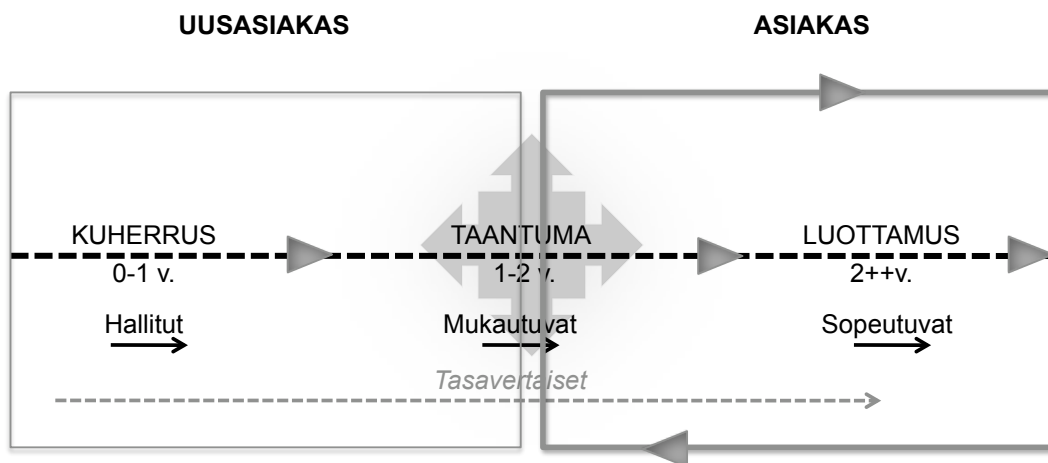 UUSASIAKAS
ASIAKAS
KUHERRUS
TAANTUMA
LUOTTAMUS
0-1 v.
1-2 v.
2++v.
Hallitut
Mukautuvat
Sopeutuvat
Tasavertaiset